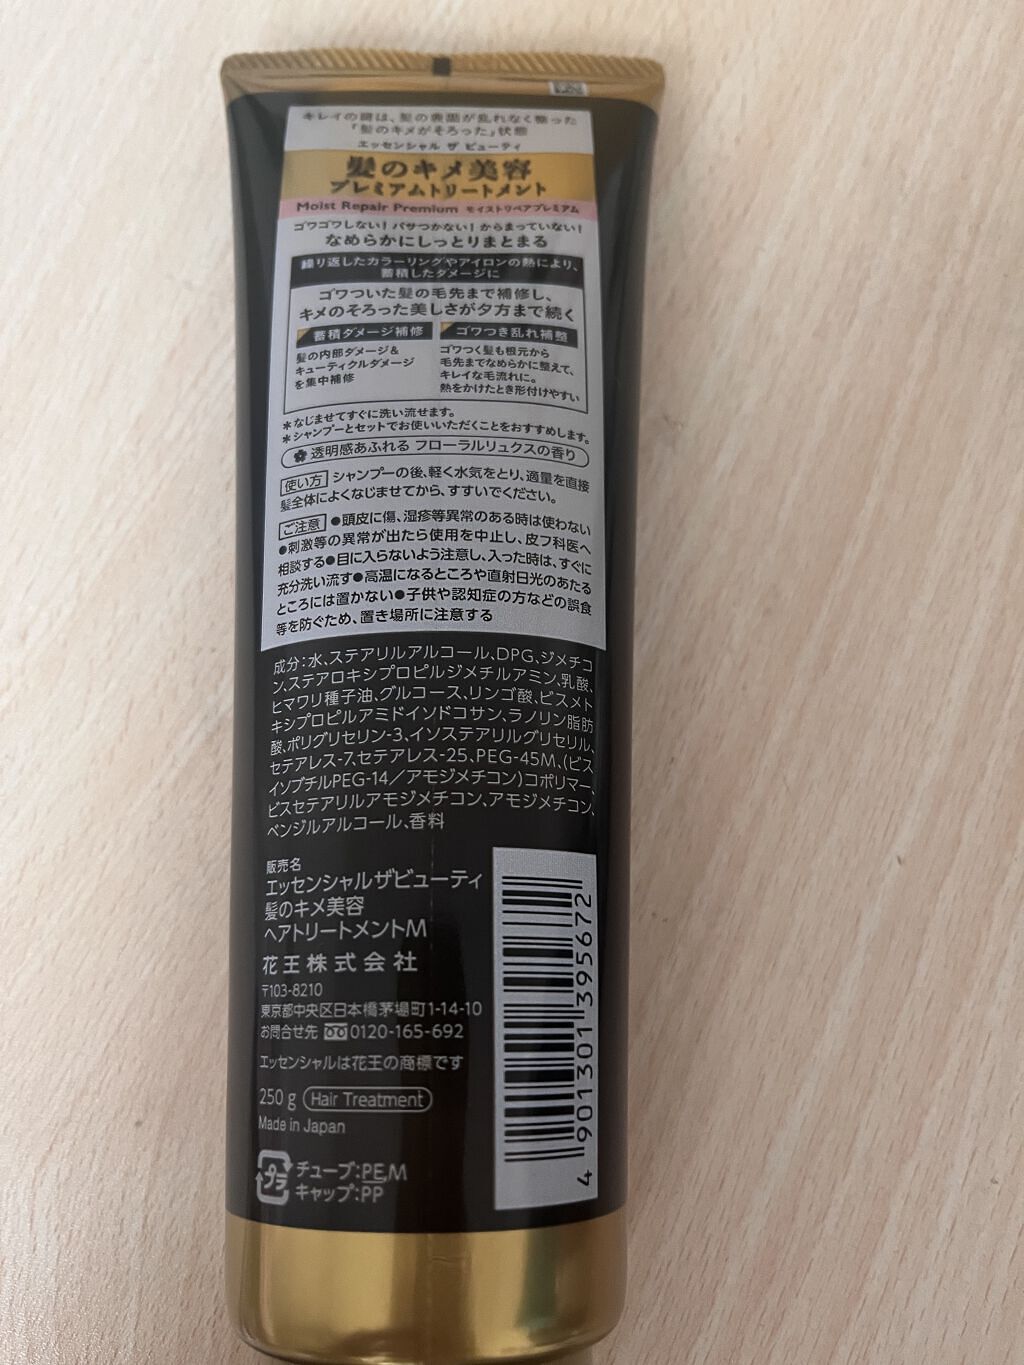 キレイの鍵は、髪の表面が乱れなく整った
「髪のキメがそろった」状態
エッセンシャル ザ ビューティ
髪のキメ美容
プレミアムトリートメント
Moist Repair Premium モイストリペアプレミアム
ゴワゴワしない！パサつかない！からまっていない！
なめらかにしっとりまとまる
繰り返したカラーリングやアイロンの熱により、
蓄積したダメージに
ゴワついた髪の毛先まで補修し、
キメのそろった美しさが夕方まで続く
蓄積ダメージ補修
髪の内部ダメージ&
キューティクルダメージ
を集中補修
ゴワつき乱れ補整
ゴワつく髪も根元から
毛先までなめらかに整えて、
キレイな毛流れに。
熱をかけたとき形付けやすい
*なじませてすぐに洗い流せます。
*シャンプーとセットでお使いいただくことをおすすめします。
透明感あふれる フローラルリュクスの香り
使い方 シャンプーの後、軽く水気をとり、適量を直接
髪全体によくなじませてから、すすいでください。
ご注意 ●頭皮に傷、湿疹等異常のある時は使わない
●刺激等の異常が出たら使用を中止し、皮フ科医へ
相談する●目に入らないよう注意し、入った時は、すぐに
充分洗い流す●高温になるところや直射日光のあたる
ところには置かない●子供や認知症の方などの誤食
等を防ぐため、置き場所に注意する
成分：水、ステアリルアルコール、DPG、ジメチコ
ン、ステアロキシプロピルジメチルアミン、乳酸、
ヒマワリ種子油、グルコース、リンゴ酸、ビスメト
キシプロピルアミドイソドコサン、ラノリン脂肪
酸、ポリグリセリン-3、イソステアリルグリセリル、
セテアレス-7、セテアレス-25、PEG-45M、(ビス
イソブチルPEG-14／アモジメチコン)コポリマー、
ビスセテアリルアモジメチコン、アモジメチコン、
ベンジルアルコール、香料
販売名
エッセンシャルザビューティ
髪のキメ美容
ヘアトリートメントM
花王株式会社
〒103-8210
東京都中央区日本橋茅場町1-14-10
お問合せ先 0120-165-692
エッセンシャルは花王の商標です
250 g Hair Treatment
Made in Japan
プラ チューブ:PE,M
キャップ:PP
4 901301 395672